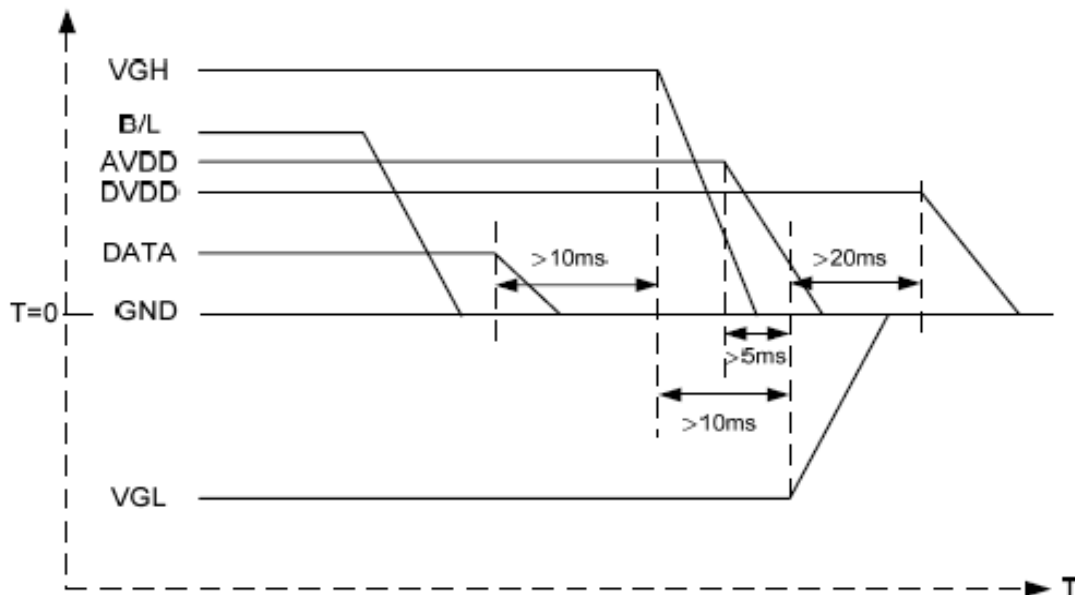 VGH
B/L
AVDD
DVDD
DATA
>10ms
>20ms
T=0
GND
>5ms
>10ms
VGL
T